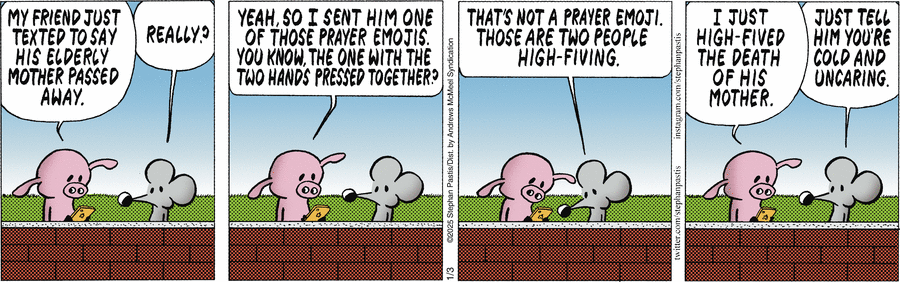 MY FRIEND JUST
TEXTED TO SAY
HIS ELDERLY
MOTHER PASSED
AWAY.
REALLY?
YEAH, SO I SENT HIM ONE
OF THOSE PRAYER EMOJIS.
YOU KNOW, THE ONE WITH THE
TWO HANDS PRESSED TOGETHER?
©2025 Stephan Pastis/Dist. by Andrews McMeel Syndication
1/3
THAT'S NOT A PRAYER EMOJI.
THOSE ARE TWO PEOPLE
HIGH-FIVING.
twitter.com/stephanpastis
instagram.com/stephanpastis
I JUST
HIGH-FIVED
THE DEATH
OF HIS
MOTHER.
JUST TELL
HIM YOU'RE
COLD AND
UNCARING.